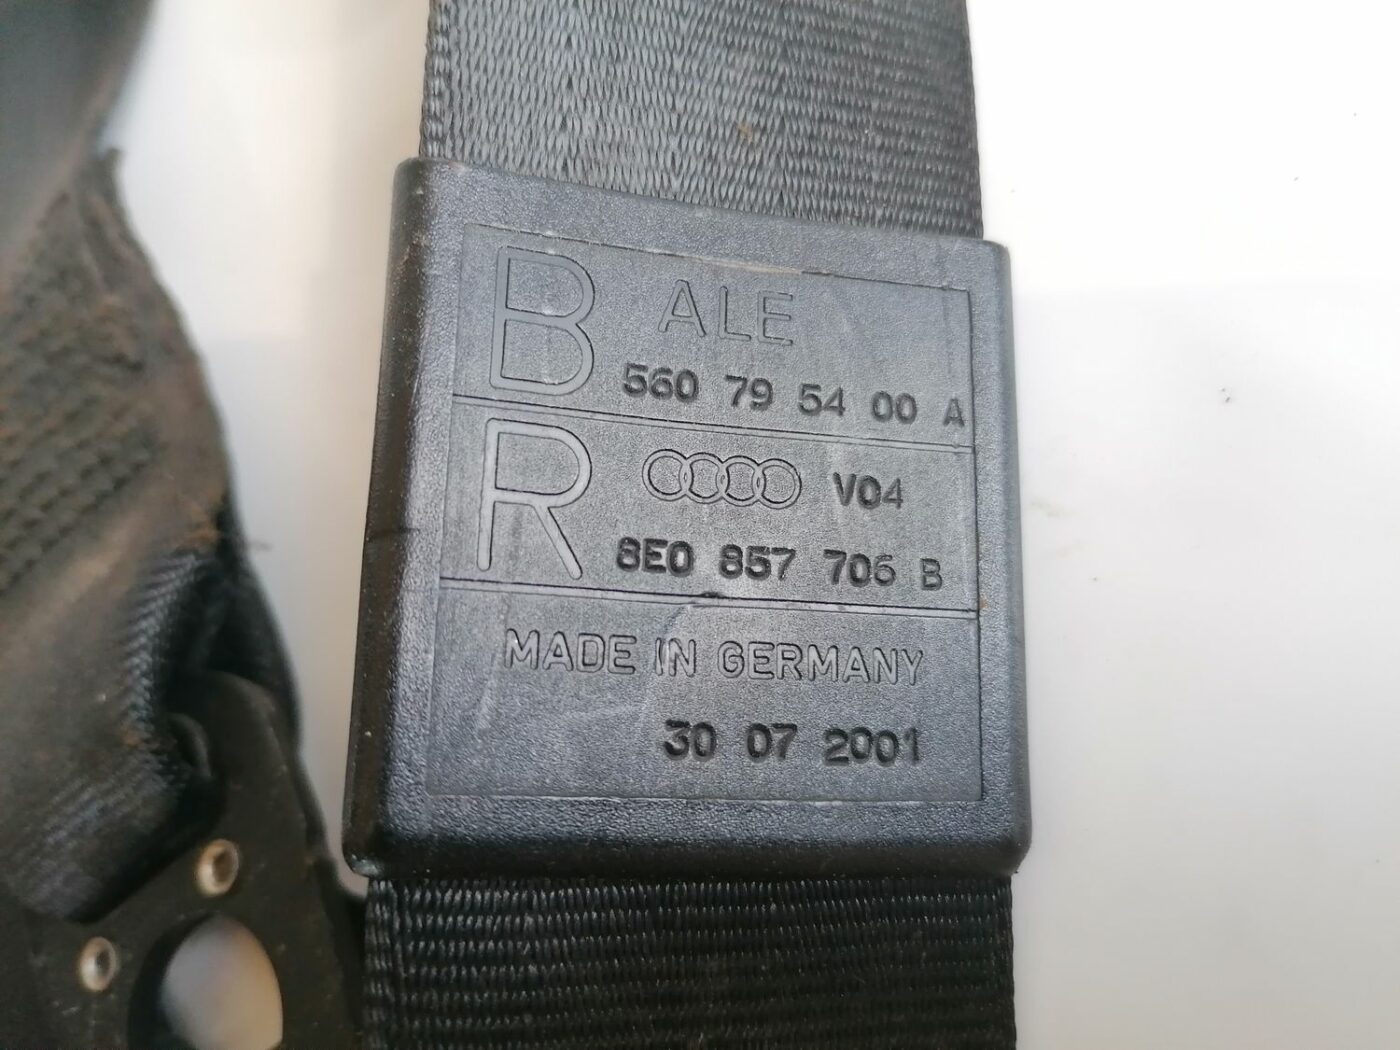 B ALE
560 79 54 00 A
R V04
8E0 857 706 B
MADE IN GERMANY
30 07 2001